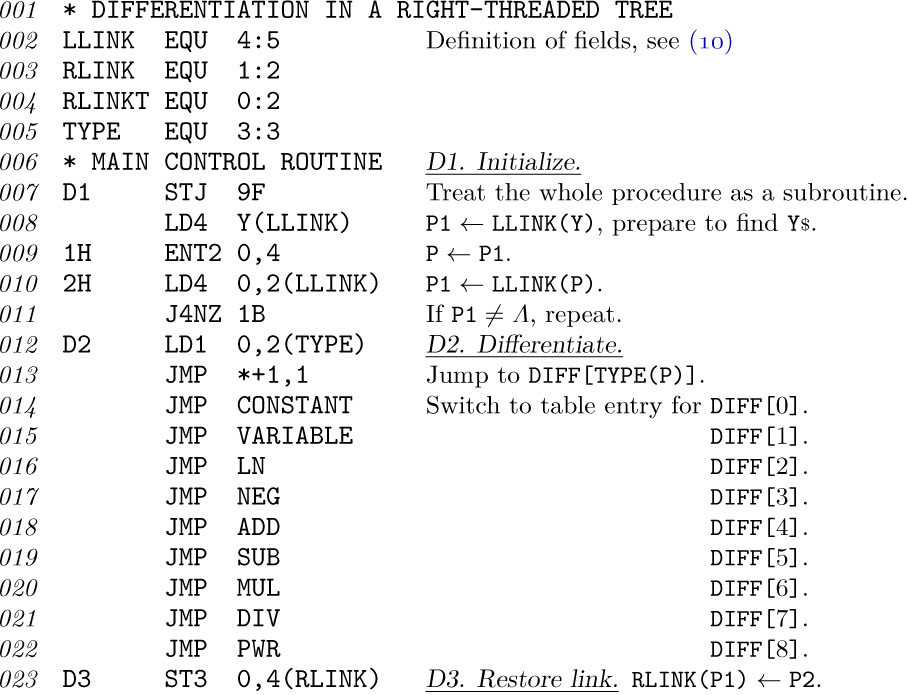 001 * DIFFERENTIATION IN A RIGHT-THREADED TREE
002 LLINK EQU 4:5 Definition of fields, see (10)
003 RLINK EQU 1:2
004 RLINKT EQU 0:2
005 TYPE EQU 3:3
006 * MAIN CONTROL ROUTINE D1. Initialize.
007 D1 STJ 9F Treat the whole procedure as a subroutine.
008 LD4 Y(LLINK) P1 ← LLINK(Y), prepare to find Y$.
009 1H ENT2 0,4 P ← P1.
010 2H LD4 0,2(LLINK) P1 ← LLINK(P).
011 J4NZ 1B If P1 ≠ Λ, repeat.
012 D2 LD1 0,2(TYPE) D2. Differentiate.
013 JMP *+1,1 Jump to DIFF[TYPE(P)].
014 JMP CONSTANT Switch to table entry for DIFF[0].
015 JMP VARIABLE DIFF[1].
016 JMP LN DIFF[2].
017 JMP NEG DIFF[3].
018 JMP ADD DIFF[4].
019 JMP SUB DIFF[5].
020 JMP MUL DIFF[6].
021 JMP DIV DIFF[7].
022 JMP PWR DIFF[8].
023 D3 ST3 0,4(RLINK) D3. Restore link. RLINK(P1) ← P2.